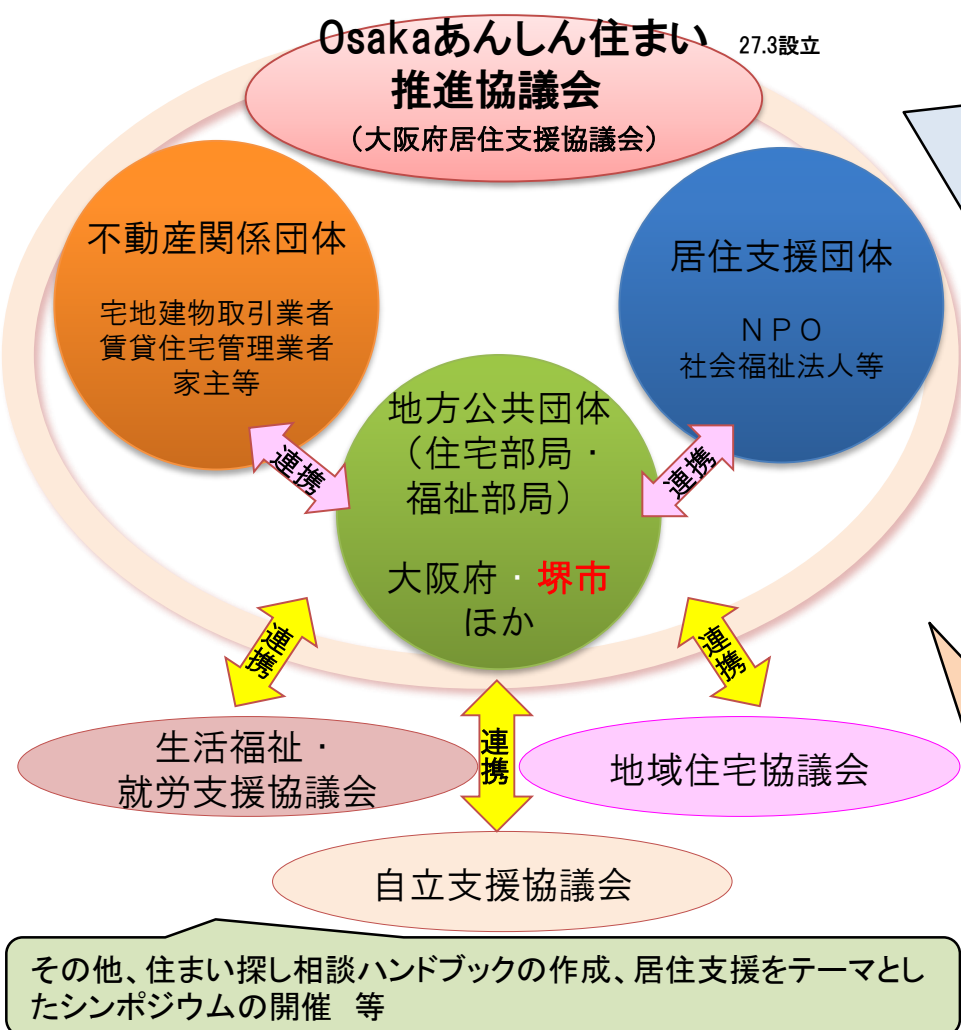 Osakaあんしん住まい
推進協議会
（大阪府居住支援協議会）
27.3設立
不動産関係団体
宅地建物取引業者
賃貸住宅管理業者
家主等
居住支援団体
ＮＰＯ
社会福祉法人等
地方公共団体
（住宅部局・
福祉部局）
大阪府・堺市
ほか
連携
連携
連携
連携
連携
生活福祉・
就労支援協議会
地域住宅協議会
自立支援協議会
その他、住まい探し相談ハンドブックの作成、居住支援をテーマとし
たシンポジウムの開催　等